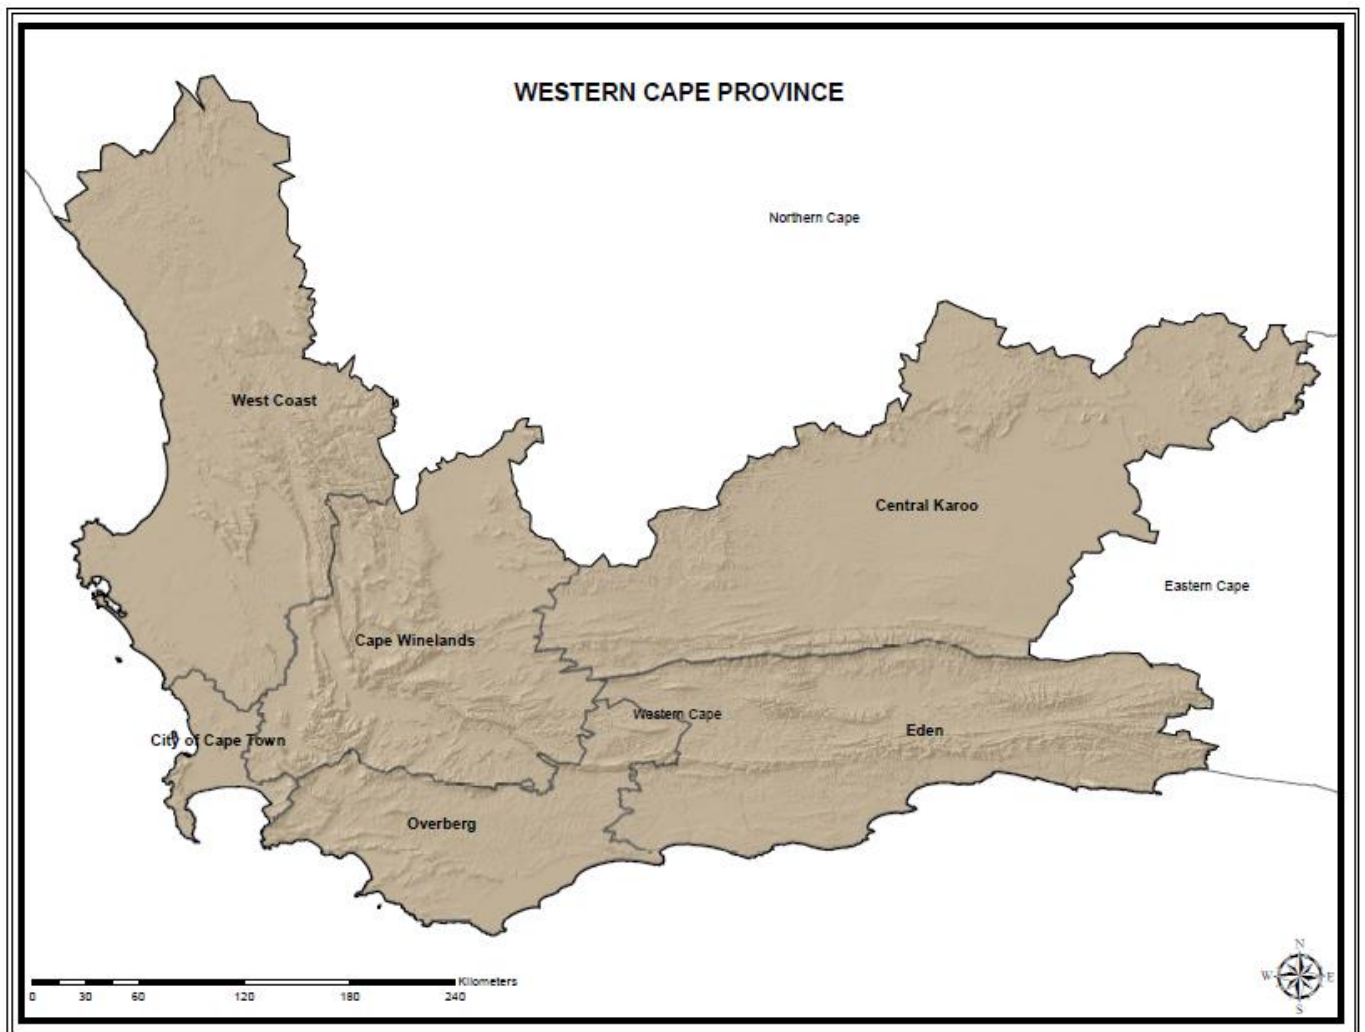 WESTERN CAPE PROVINCE
Northern Cape
West Coast
Central Karoo
Eastern Cape
Cape Winelands
Western Cape
Eden
City of Cape Town
Overberg
Kilometers
0 30 60 120 180 240
N
W E
S